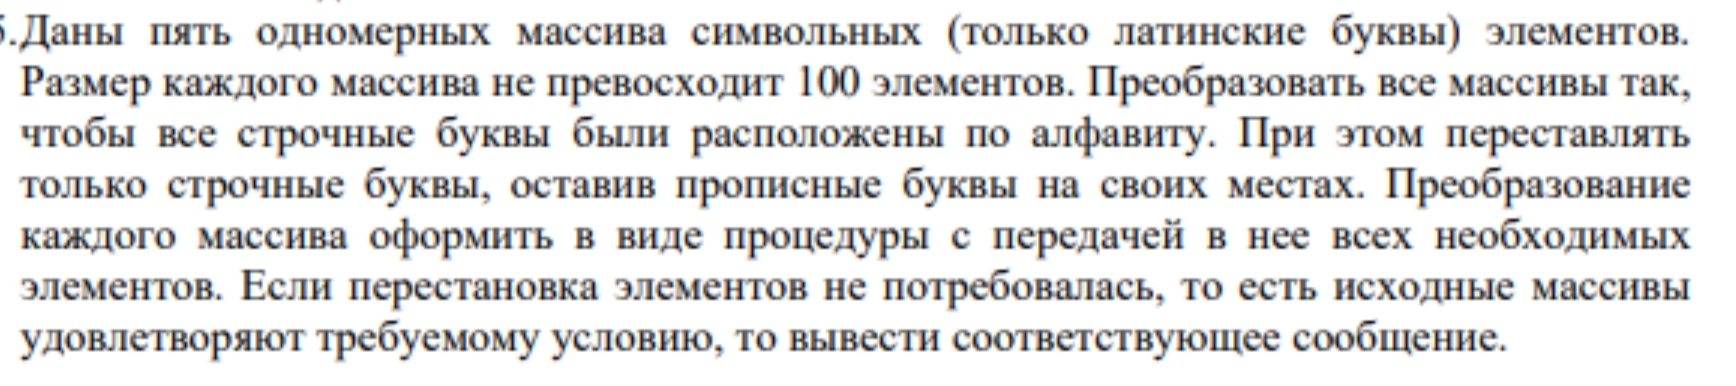 5.Даны пять одномерных массива символьных (только латинские буквы) элементов.
Размер каждого массива не превосходит 100 элементов. Преобразовать все массивы так,
чтобы все строчные буквы были расположены по алфавиту. При этом переставлять
только строчные буквы, оставив прописные буквы на своих местах. Преобразование
каждого массива оформить в виде процедуры с передачей в нее всех необходимых
элементов. Если перестановка элементов не потребовалась, то есть исходные массивы
удовлетворяют требуемому условию, то вывести соответствующее сообщение.